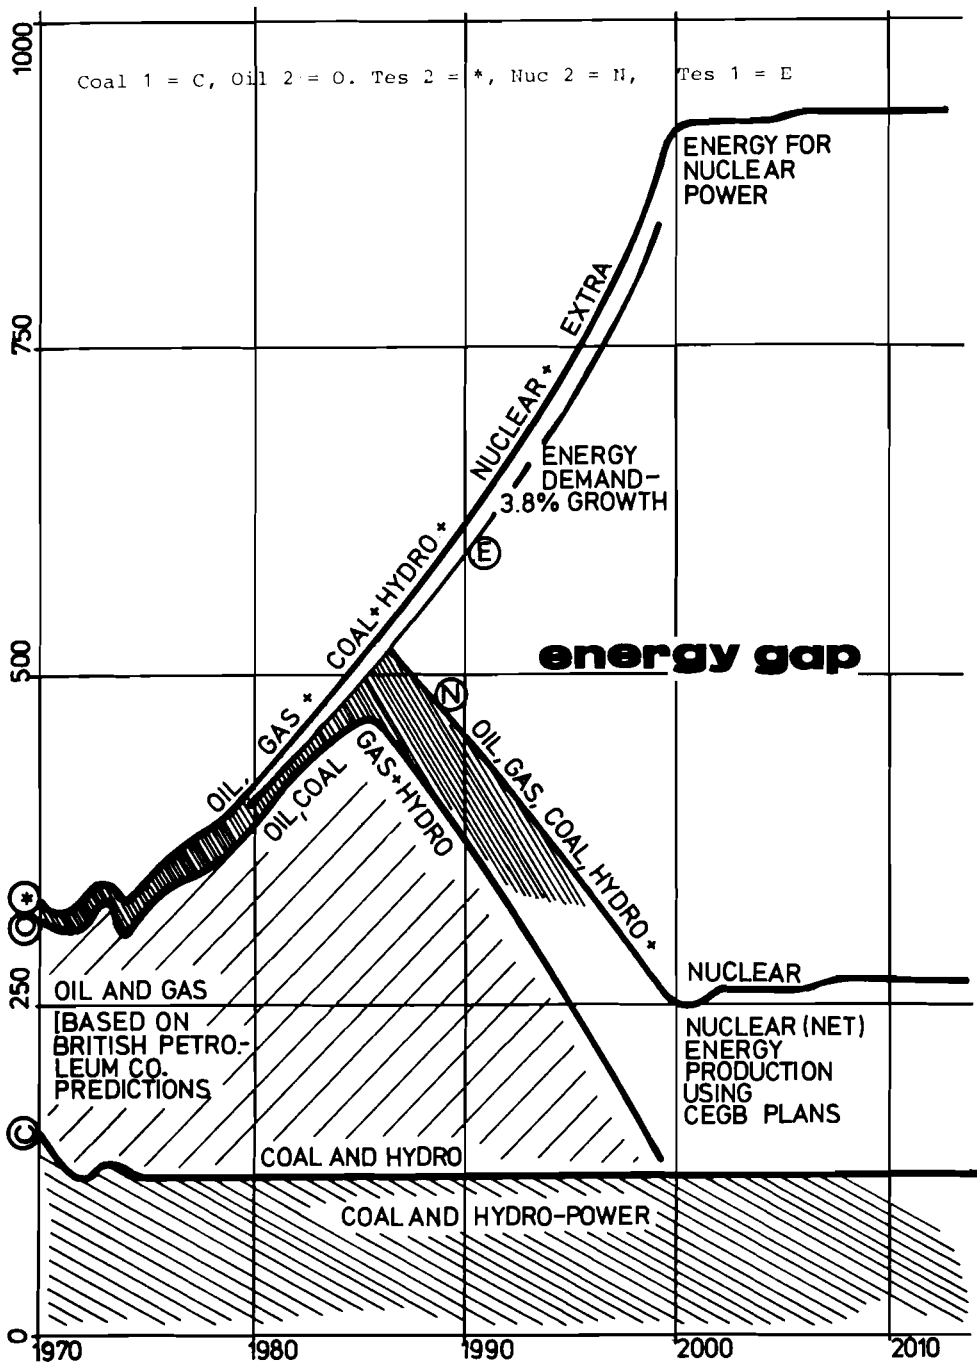 1000
Coal 1 = C, Oil 2 = O. Tes 2 = *, Nuc 2 = N, Tes 1 = E
ENERGY FOR
NUCLEAR
POWER
750
OIL, GAS + COAL + HYDRO + NUCLEAR + EXTRA
ENERGY
DEMAND-
3.8% GROWTH
E
energy gap
500
N
OIL, COAL
GAS+HYDRO
OIL, GAS, COAL, HYDRO +
NUCLEAR
*
O
250
OIL AND GAS
[BASED ON
BRITISH PETRO.-
LEUM CO.
PREDICTIONS
NUCLEAR (NET)
ENERGY
PRODUCTION
USING
CEGB PLANS
C
COAL AND HYDRO
COAL AND HYDRO-POWER
0
1970 1980 1990 2000 2010